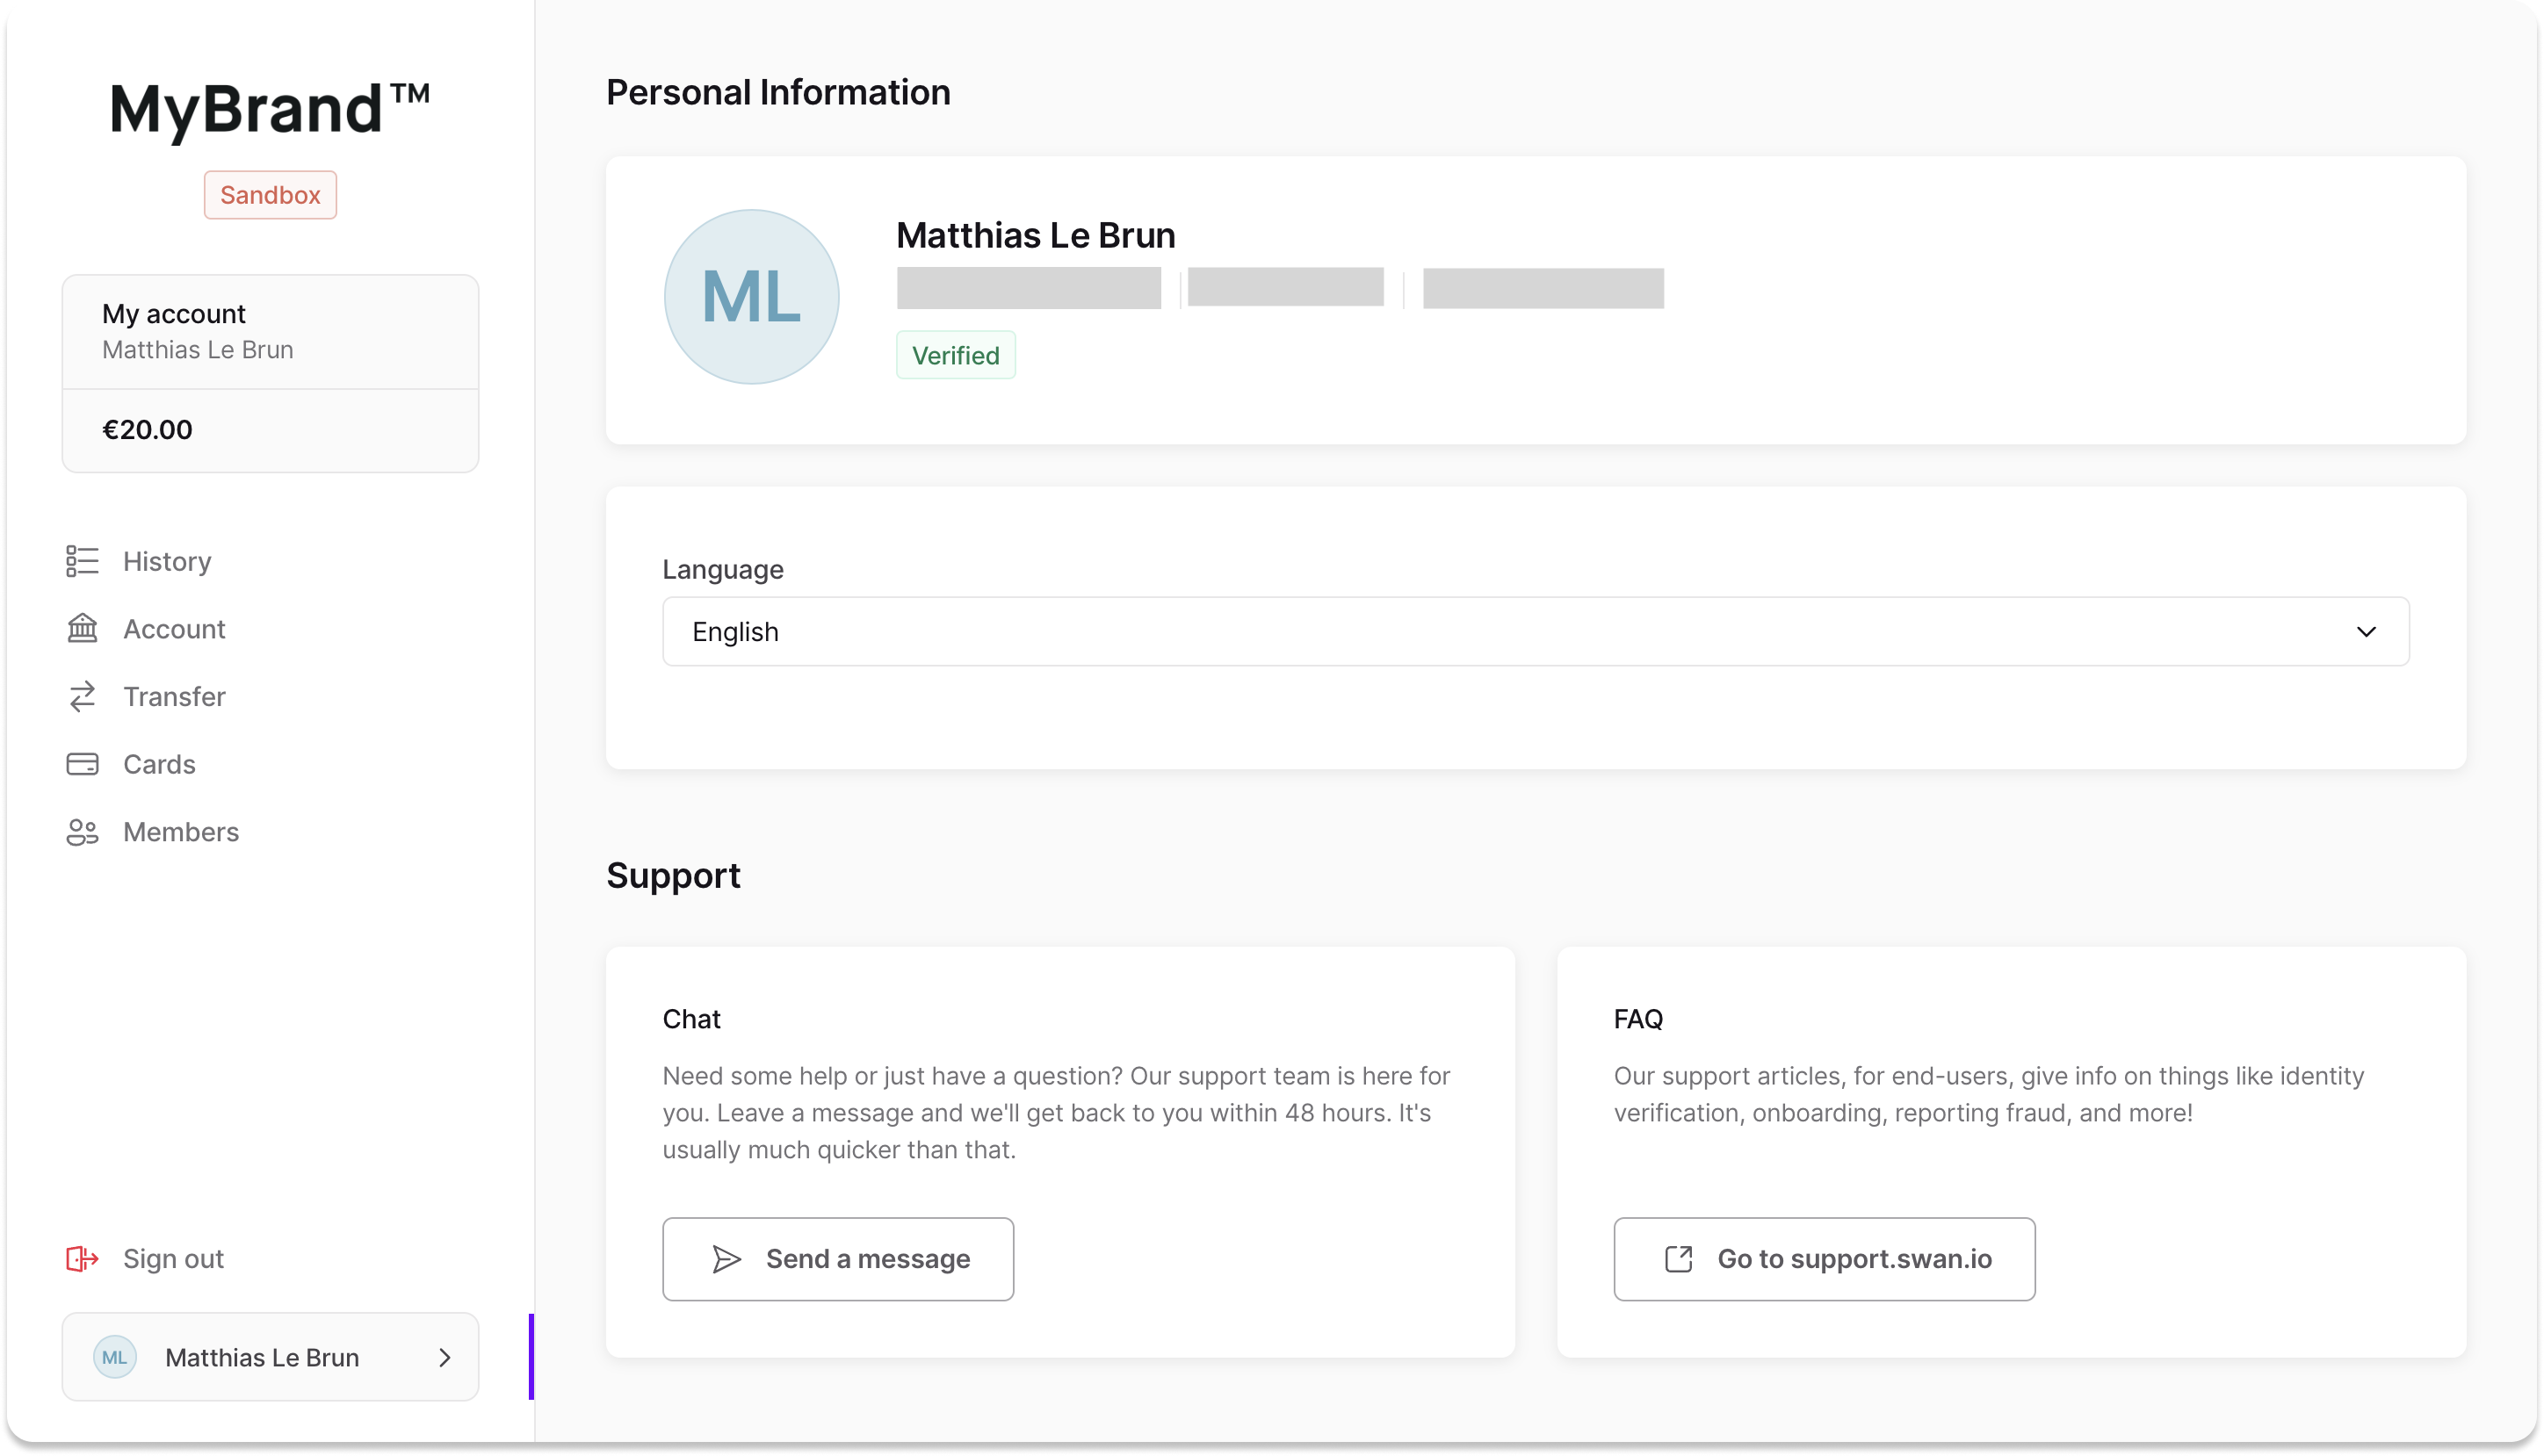 MyBrand™
Sandbox
My account
Matthias Le Brun
€20.00
History
Account
Transfer
Cards
Members
Sign out
ML
Matthias Le Brun
Personal Information
ML
Matthias Le Brun
Verified
Language
English
Support
Chat
Need some help or just have a question? Our support team is here for
you. Leave a message and we'll get back to you within 48 hours. It's
usually much quicker than that.
Send a message
FAQ
Our support articles, for end-users, give info on things like identity
verification, onboarding, reporting fraud, and more!
Go to support.swan.io